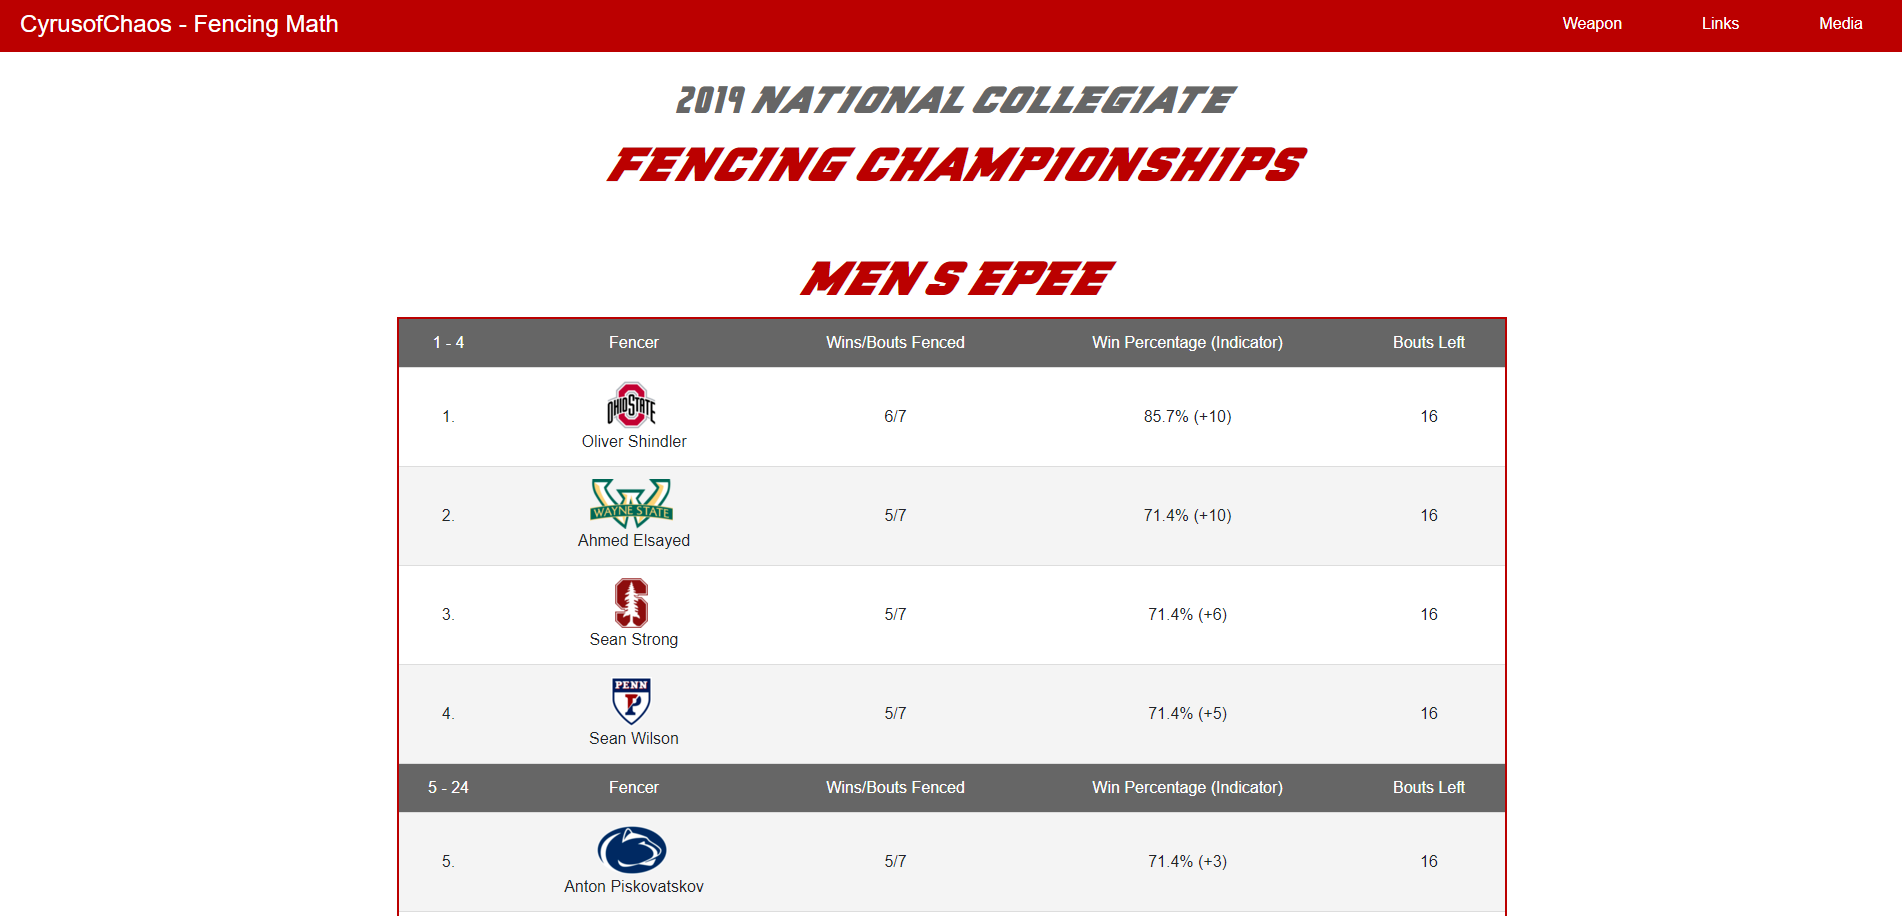 CyrusofChaos - Fencing Math Weapon Links Media
2019 NATIONAL COLLEGIATE
FENCING CHAMPIONSHIPS
MEN S EPEE
1 - 4 Fencer Wins/Bouts Fenced Win Percentage (Indicator) Bouts Left
OHIO STATE
1. Oliver Shindler 6/7 85.7% (+10) 16
WAYNE STATE
2. Ahmed Elsayed 5/7 71.4% (+10) 16
S
3. Sean Strong 5/7 71.4% (+6) 16
PENN
P
4. Sean Wilson 5/7 71.4% (+5) 16
5 - 24 Fencer Wins/Bouts Fenced Win Percentage (Indicator) Bouts Left
5. Anton Piskovatskov 5/7 71.4% (+3) 16